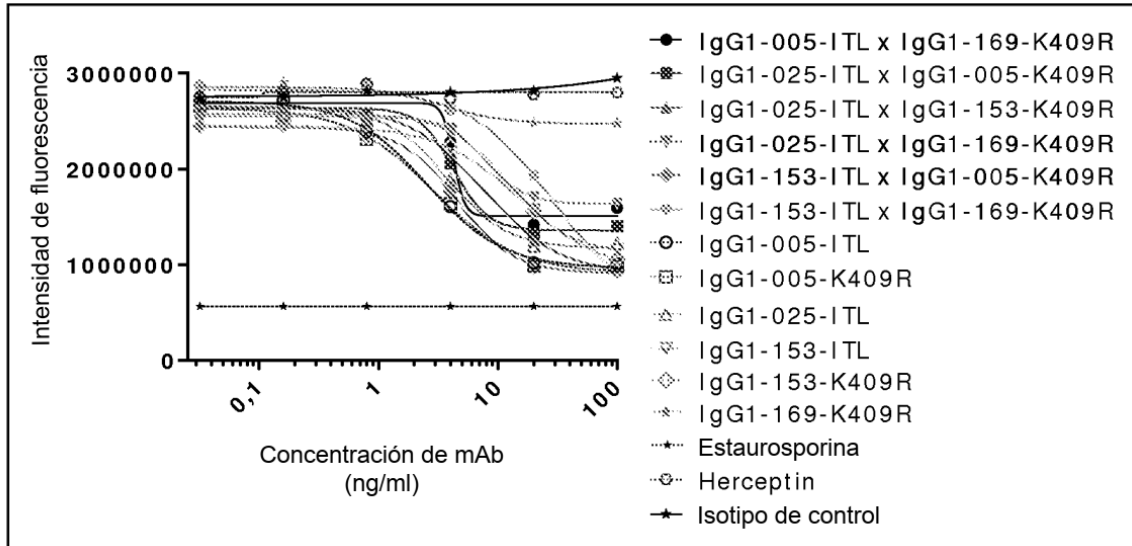 Intensidad de fluorescencia
3000000
2000000
1000000
0
0,1
1
10
100
Concentración de mAb
(ng/ml)
IgG1-005-ITL x IgG1-169-K409R
IgG1-025-ITL x IgG1-005-K409R
IgG1-025-ITL x IgG1-153-K409R
IgG1-025-ITL x IgG1-169-K409R
IgG1-153-ITL x IgG1-005-K409R
IgG1-153-ITL x IgG1-169-K409R
IgG1-005-ITL
IgG1-005-K409R
IgG1-025-ITL
IgG1-153-ITL
IgG1-153-K409R
IgG1-169-K409R
Estaurosporina
Herceptin
Isotipo de control